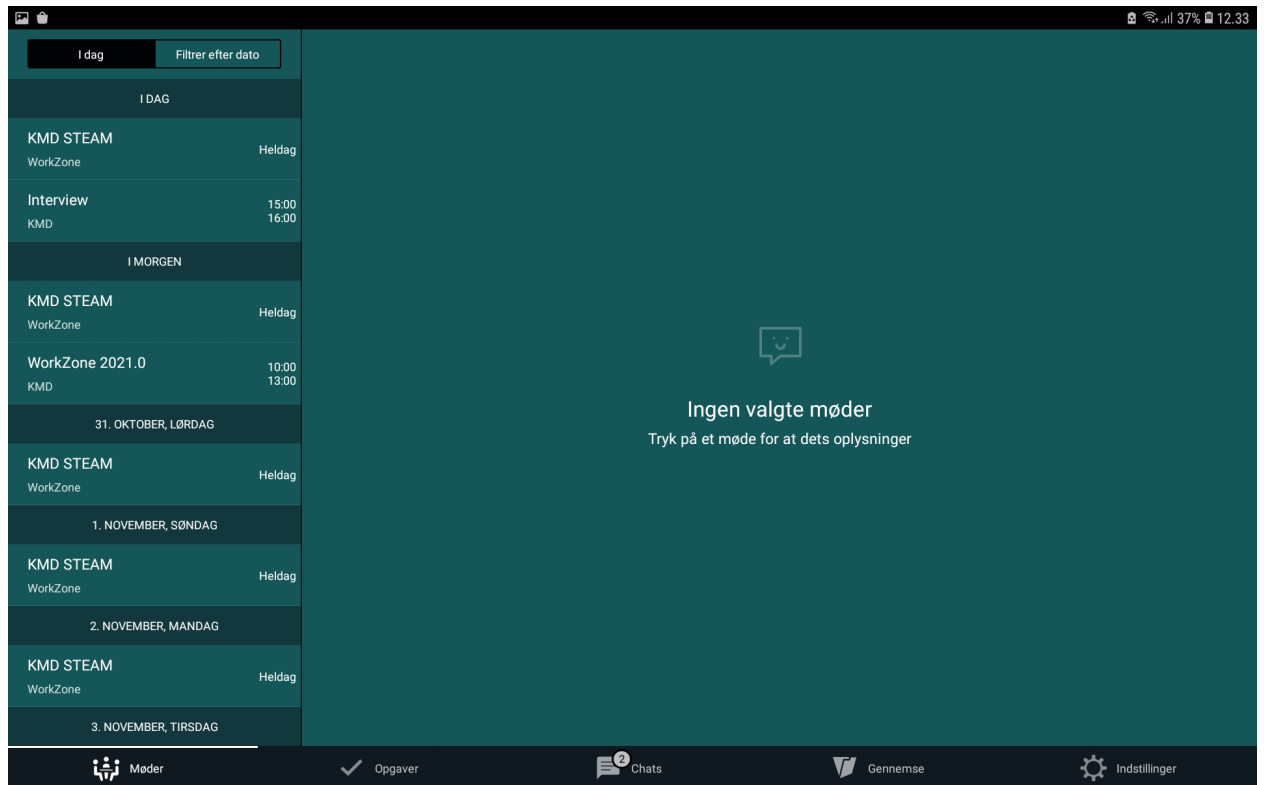 37% 12.33
I dag Filtrer efter dato
I DAG
KMD STEAM
WorkZone
Heldag
Interview
KMD
15:00
16:00
I MORGEN
KMD STEAM
WorkZone
Heldag
WorkZone 2021.0
KMD
10:00
13:00
31. OKTOBER, LØRDAG
KMD STEAM
WorkZone
Heldag
1. NOVEMBER, SØNDAG
KMD STEAM
WorkZone
Heldag
2. NOVEMBER, MANDAG
KMD STEAM
WorkZone
Heldag
3. NOVEMBER, TIRSDAG
Ingen valgte møder
Tryk på et møde for at dets oplysninger
Møder Opgaver 2 Chats Gennemse Indstillinger